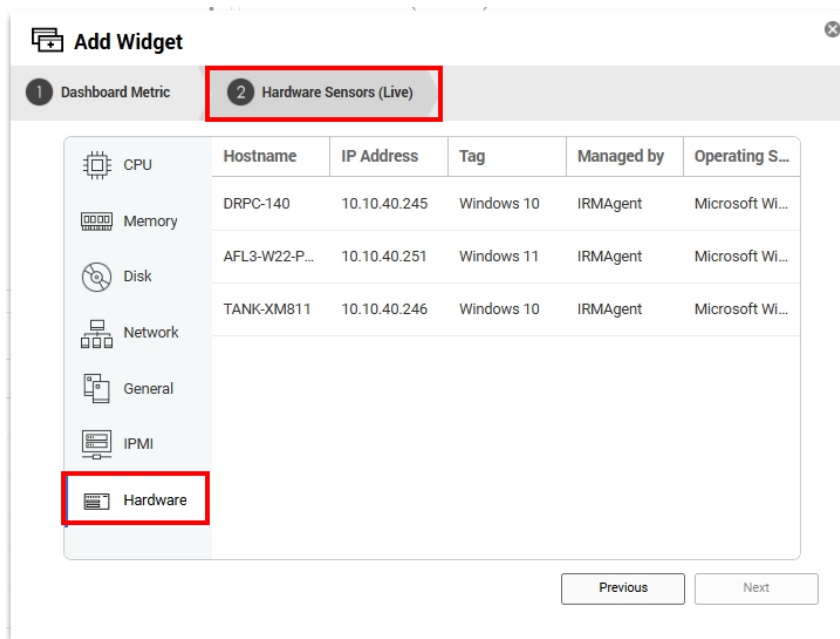 Add Widget
1 Dashboard Metric
2 Hardware Sensors (Live)
CPU
Memory
Disk
Network
General
IPMI
Hardware
Hostname IP Address Tag Managed by Operating S...
DRPC-140 10.10.40.245 Windows 10 IRMAgent Microsoft Wi...
AFL3-W22-P... 10.10.40.251 Windows 11 IRMAgent Microsoft Wi...
TANK-XM811 10.10.40.246 Windows 10 IRMAgent Microsoft Wi...
Previous Next